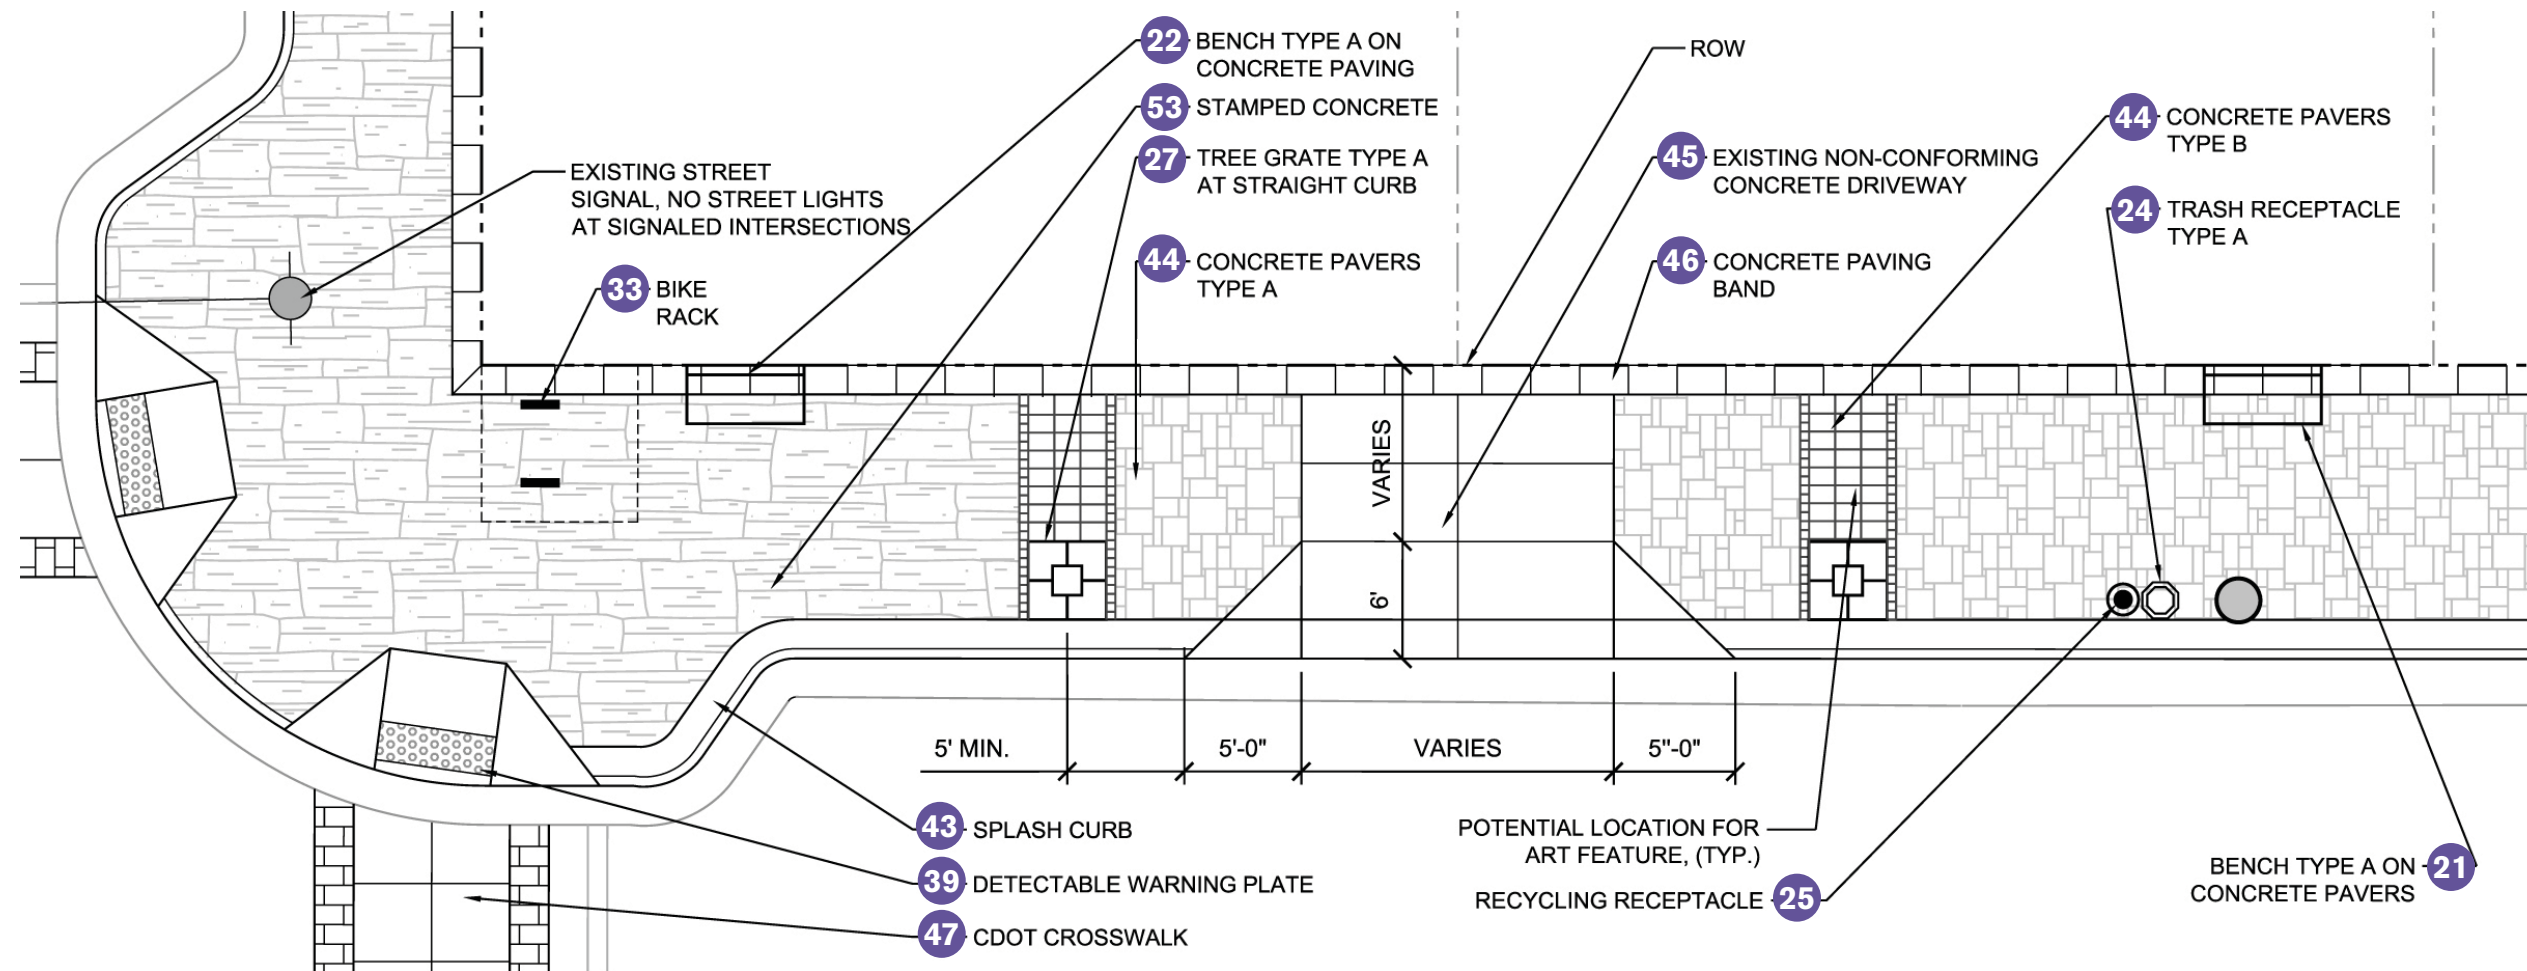 22 BENCH TYPE A ON
CONCRETE PAVING
53 STAMPED CONCRETE
27 TREE GRATE TYPE A
AT STRAIGHT CURB
44 CONCRETE PAVERS
TYPE A
EXISTING STREET
SIGNAL, NO STREET LIGHTS
AT SIGNALED INTERSECTIONS
33 BIKE
RACK
ROW
45 EXISTING NON-CONFORMING
CONCRETE DRIVEWAY
46 CONCRETE PAVING
BAND
44 CONCRETE PAVERS
TYPE B
24 TRASH RECEPTACLE
TYPE A
VARIES
6'
5' MIN.
5'-0"
VARIES
5"-0"
43 SPLASH CURB
39 DETECTABLE WARNING PLATE
47 CDOT CROSSWALK
POTENTIAL LOCATION FOR
ART FEATURE, (TYP.)
RECYCLING RECEPTACLE 25
BENCH TYPE A ON 21
CONCRETE PAVERS